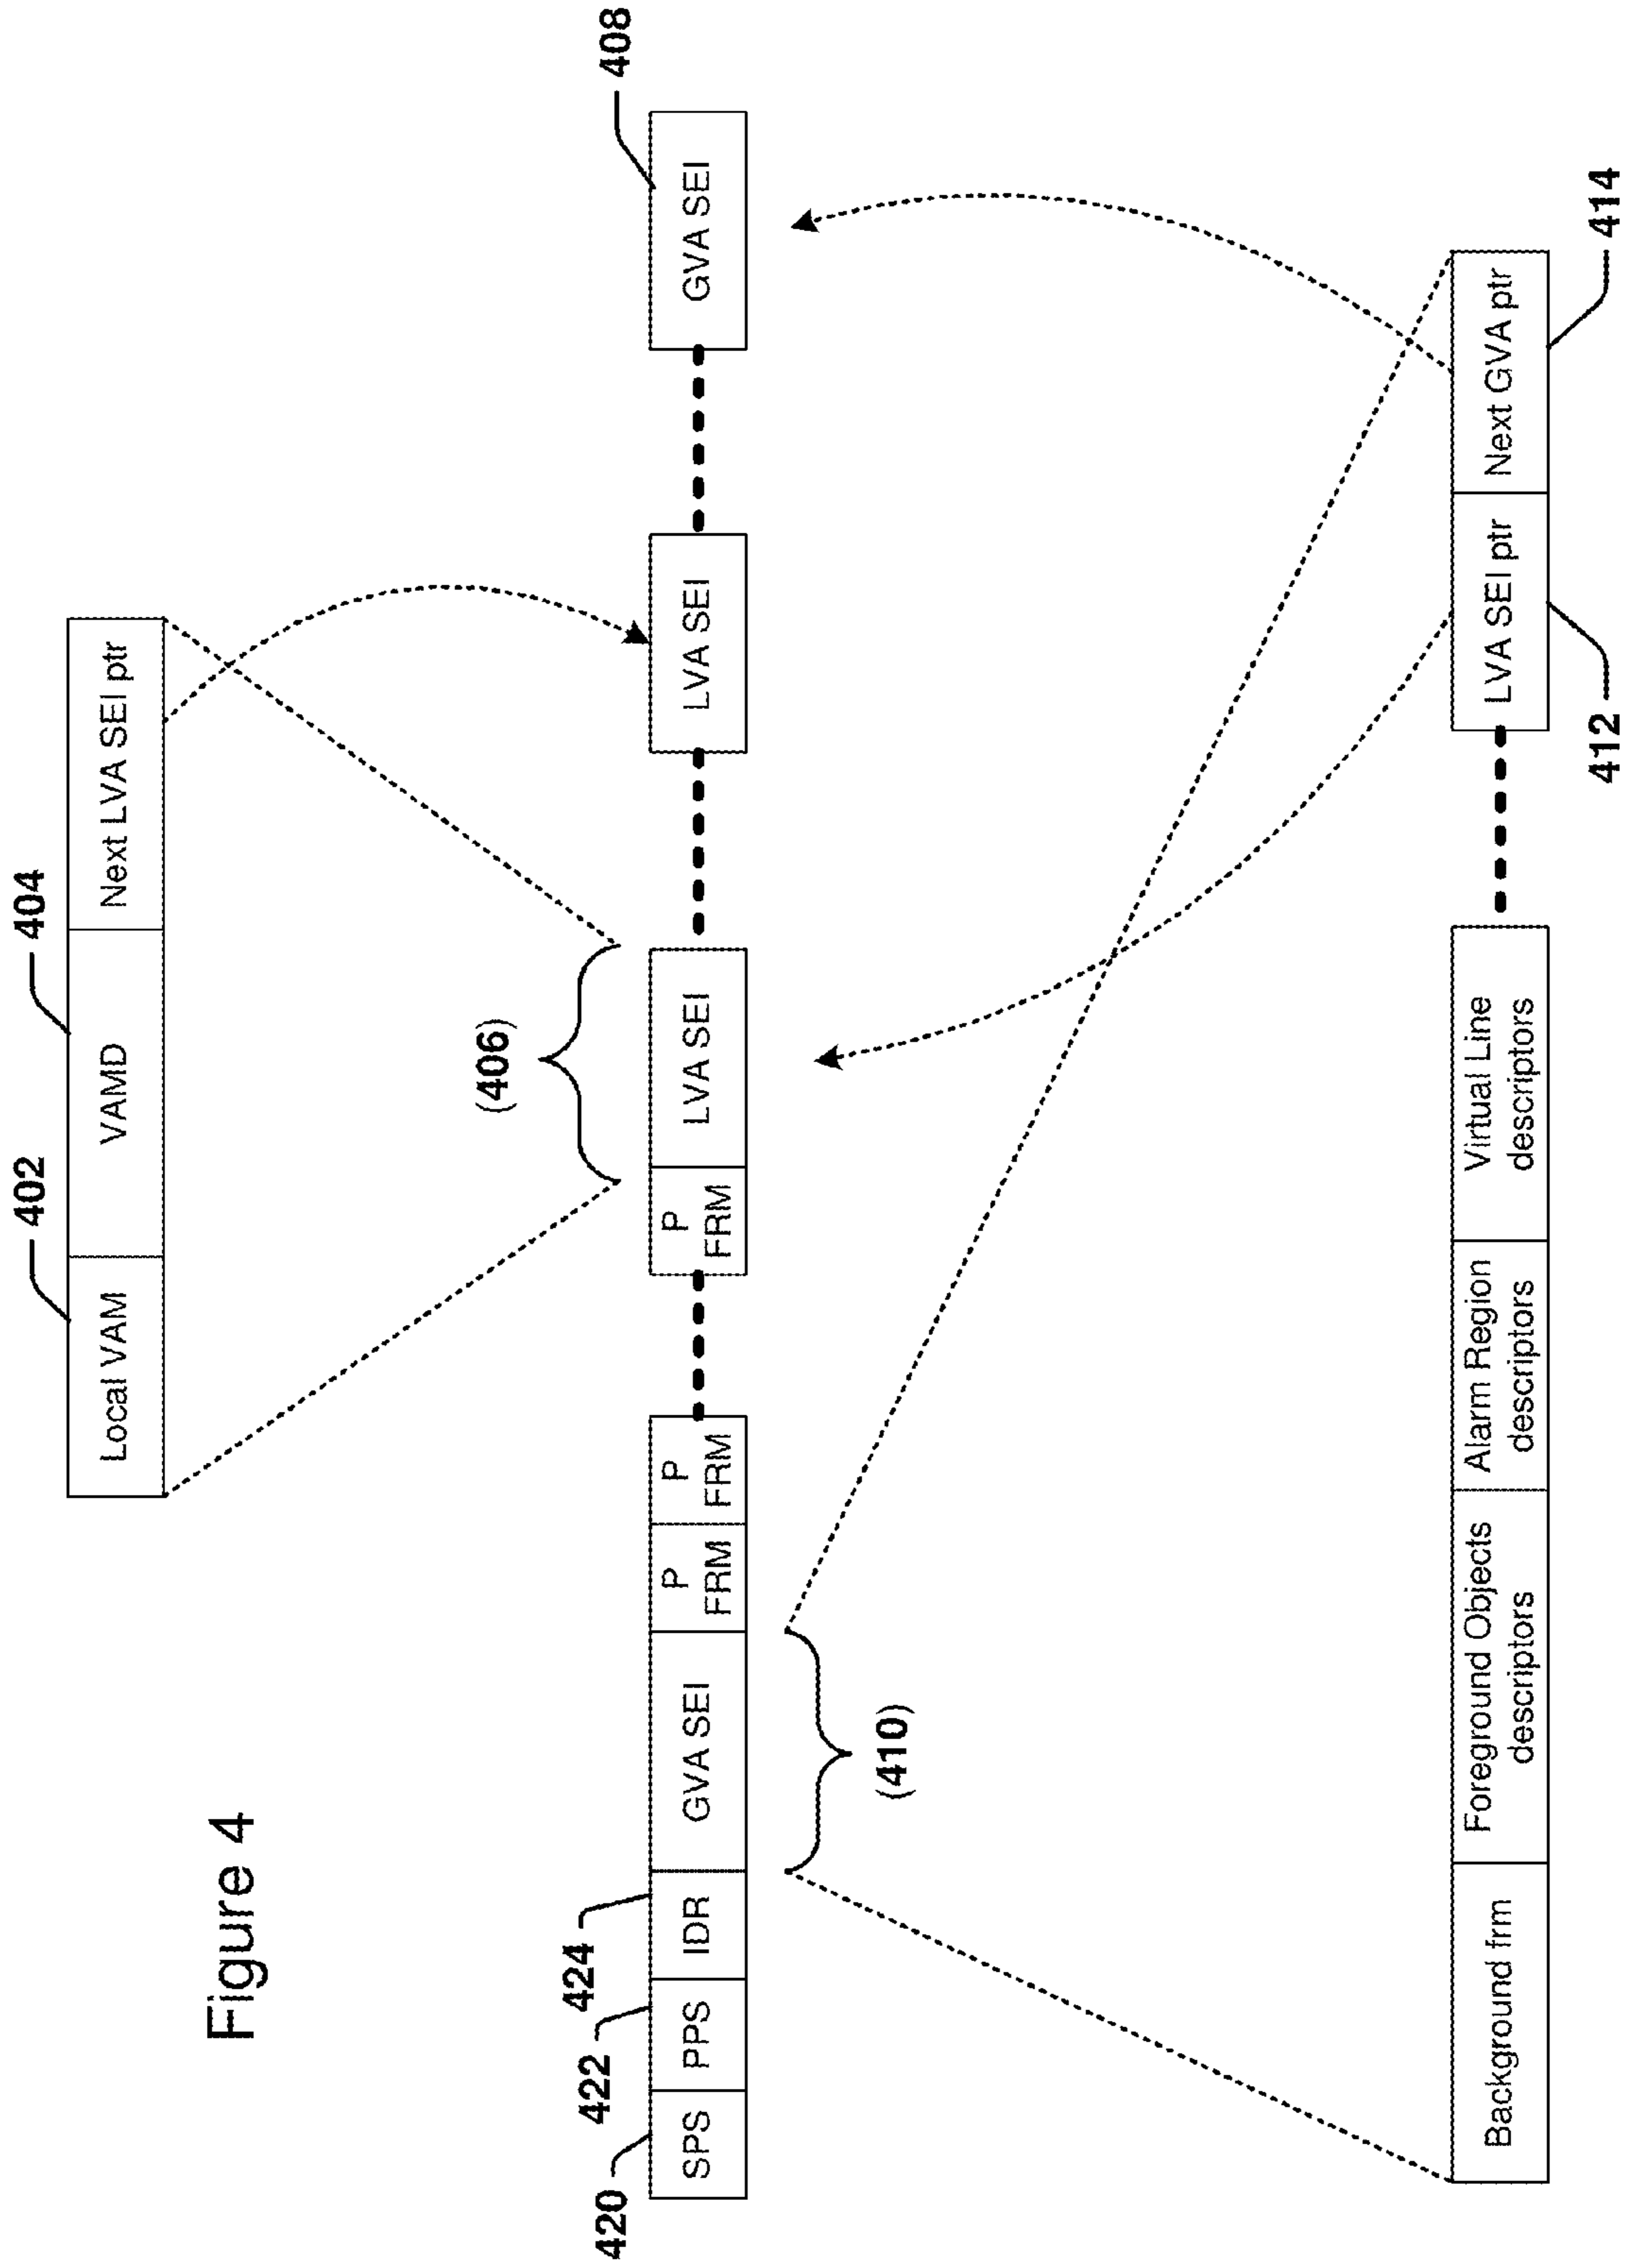 Figure 4
402
404
Local VAM
VAMD
Next LVA SEI ptr
(406)
408
420
422
424
SPS
PPS
IDR
GVA SEI
P
FRM
P
FRM
P
FRM
LVA SEI
LVA SEI
GVA SEI
(410)
Background frm
Foreground Objects
descriptors
Alarm Region
descriptors
Virtual Line
descriptors
LVA SEI ptr
Next GVA ptr
412
414